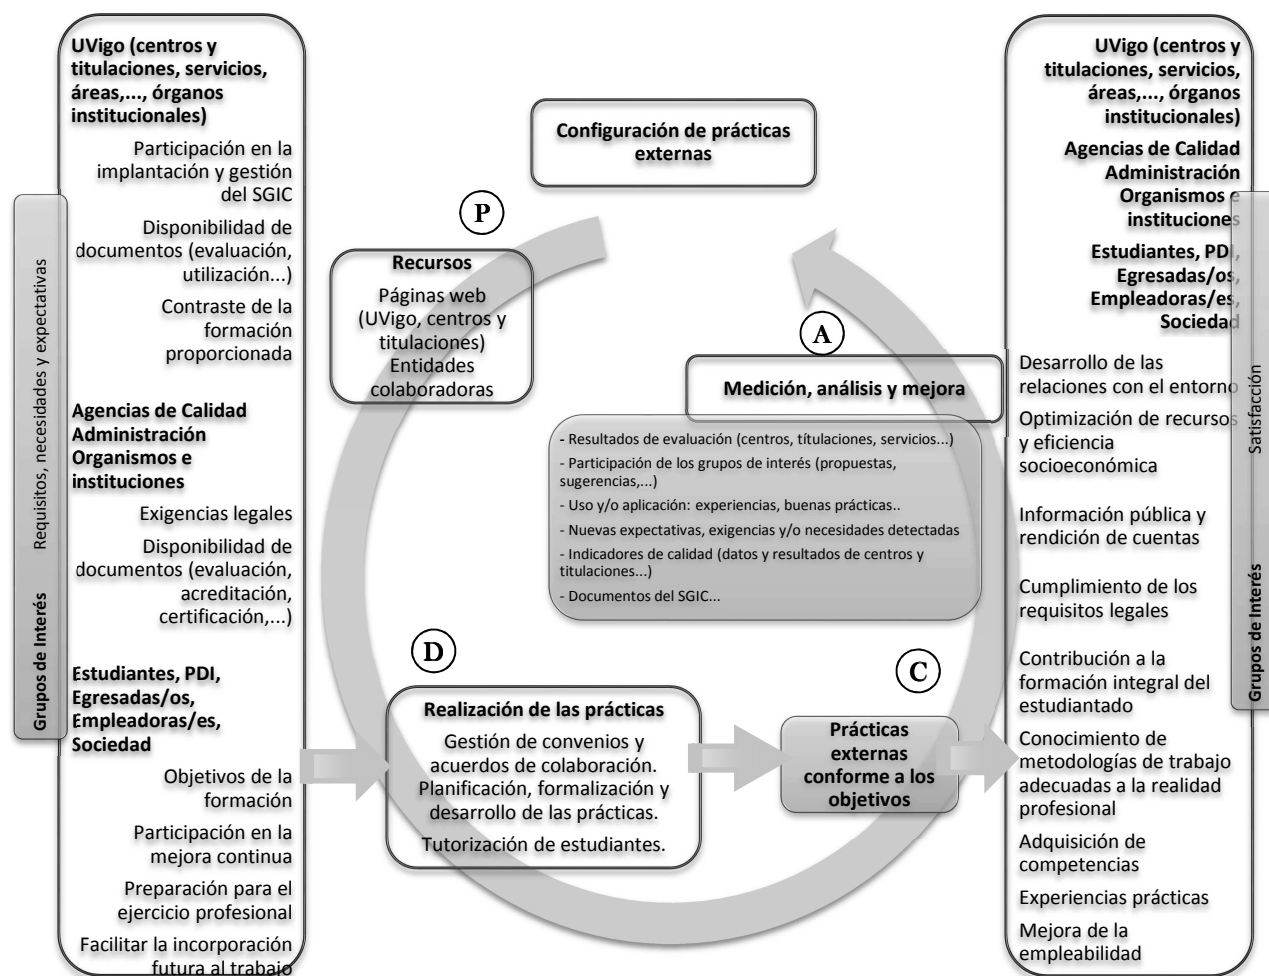 UVigo (centros y
titulaciones, servicios,
áreas,..., órganos
institucionales)
Participación en la
implantación y gestión
del SGIC
Disponibilidad de
documentos (evaluación,
utilización...)
Contraste de la
formación
proporcionada
Agencias de Calidad
Administración
Organismos e
instituciones
Exigencias legales
Disponibilidad de
documentos (evaluación,
acreditación,
certificación,...)
Estudiantes, PDI,
Egresadas/os,
Empleadoras/es,
Sociedad
Objetivos de la
formación
Participación en la
mejora continua
Preparación para el
ejercicio profesional
Facilitar la incorporación
futura al trabajo
Grupos de Interés Requisitos, necesidades y expectativas
Configuración de prácticas
externas
P
Recursos
Páginas web
(UVigo, centros y
titulaciones)
Entidades
colaboradoras
A
Medición, análisis y mejora
- Resultados de evaluación (centros, títulaciones, servicios...)
- Participación de los grupos de interés (propuestas,
sugerencias,...)
- Uso y/o aplicación: experiencias, buenas prácticas..
- Nuevas expectativas, exigencias y/o necesidades detectadas
- Indicadores de calidad (datos y resultados de centros y
titulaciones...)
- Documentos del SGIC...
D
Realización de las prácticas
Gestión de convenios y
acuerdos de colaboración.
Planificación, formalización y
desarrollo de las prácticas.
Tutorización de estudiantes.
C
Prácticas
externas
conforme a los
objetivos
UVigo (centros y
titulaciones, servicios,
áreas,..., órganos
institucionales)
Agencias de Calidad
Administración
Organismos e
instituciones
Estudiantes, PDI,
Egresadas/os,
Empleadoras/es,
Sociedad
Desarrollo de las
relaciones con el entorno
Optimización de recursos
y eficiencia
socioeconómica
Información pública y
rendición de cuentas
Cumplimiento de los
requisitos legales
Contribución a la
formación integral del
estudiantado
Conocimiento de
metodologías de trabajo
adecuadas a la realidad
profesional
Adquisición de
competencias
Experiencias prácticas
Mejora de la
empleabilidad
Grupos de Interés Satisfacción